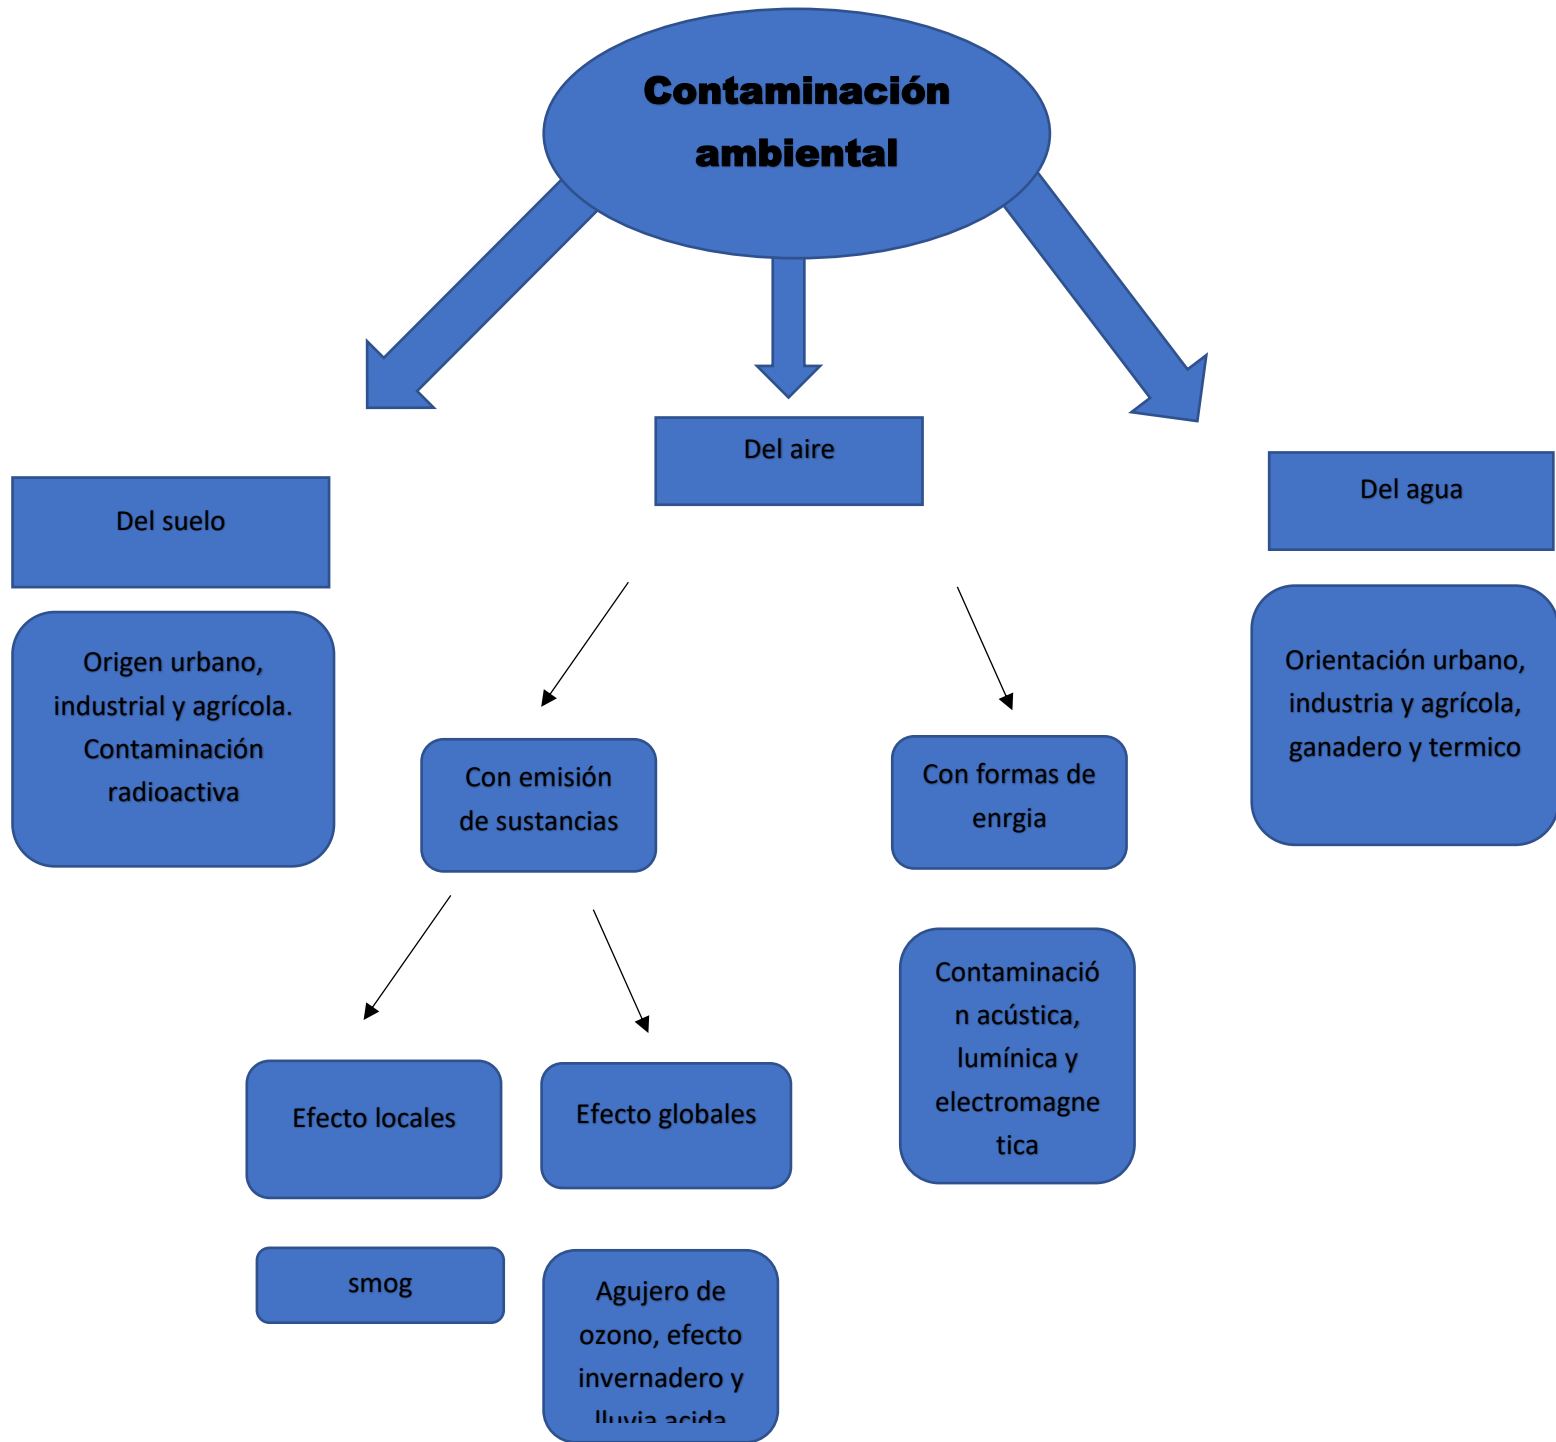 Contaminación
ambiental
Del aire
Del agua
Del suelo
Origen urbano,
industrial y agrícola.
Contaminación
radioactiva
Orientación urbano,
industria y agrícola,
ganadero y termico
Con emisión
de sustancias
Con formas de
enrgia
Contaminació
n acústica,
lumínica y
electromagne
tica
Efecto locales
Efecto globales
smog
Agujero de
ozono, efecto
invernadero y
lluvia acida